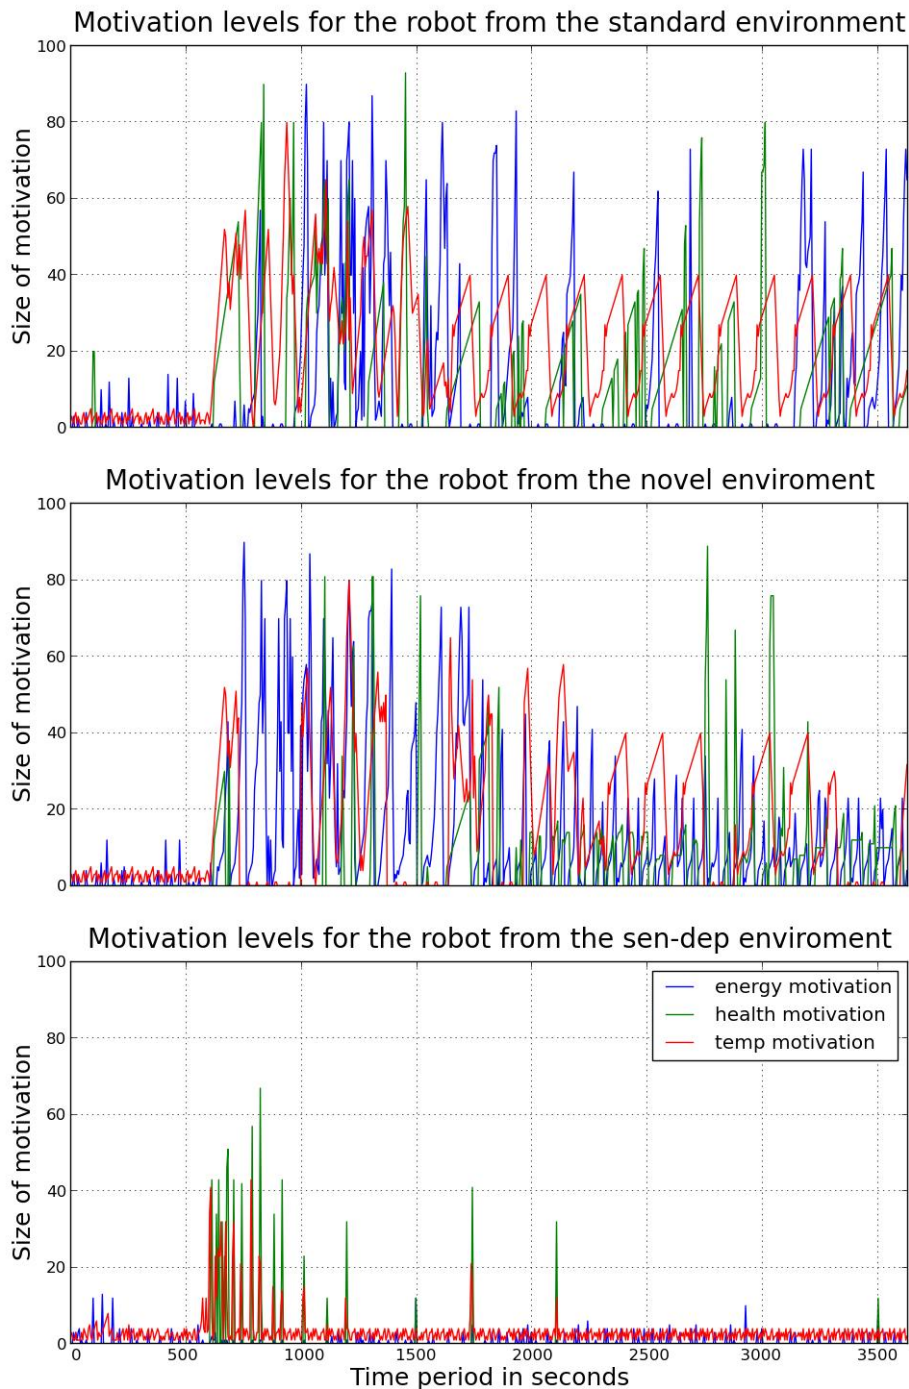 Motivation levels for the robot from the standard environment
100
80
60
40
20
0
Size of motivation
Motivation levels for the robot from the novel enviroment
100
80
60
40
20
0
Size of motivation
Motivation levels for the robot from the sen-dep enviroment
100
80
60
40
20
0
Size of motivation
energy motivation
health motivation
temp motivation
0 500 1000 1500 2000 2500 3000 3500
Time period in seconds